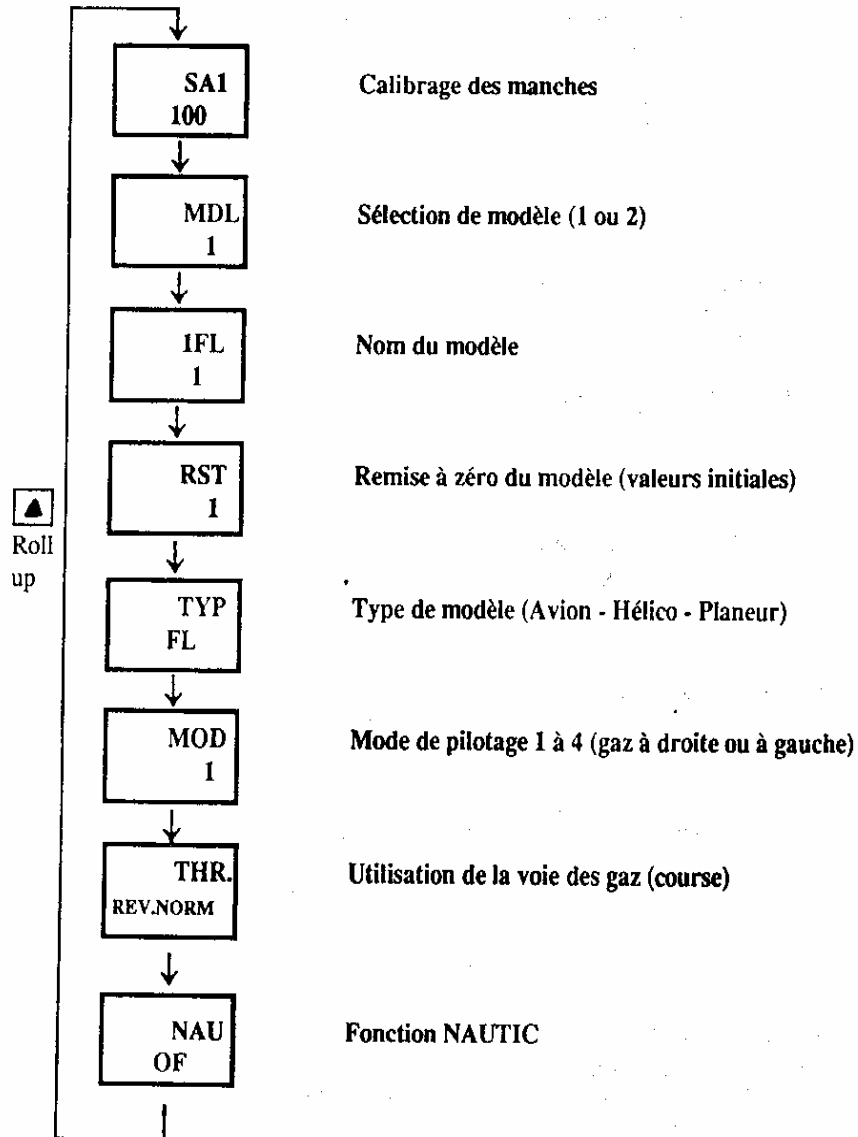 SA1
100
Calibrage des manches
MDL
1
Sélection de modèle (1 ou 2)
1FL
1
Nom du modèle
RST
1
Remise à zéro du modèle (valeurs initiales)
Roll
up
TYP
FL
Type de modèle (Avion - Hélico - Planeur)
MOD
1
Mode de pilotage 1 à 4 (gaz à droite ou à gauche)
THR.
REV.NORM
Utilisation de la voie des gaz (course)
NAU
OF
Fonction NAUTIC